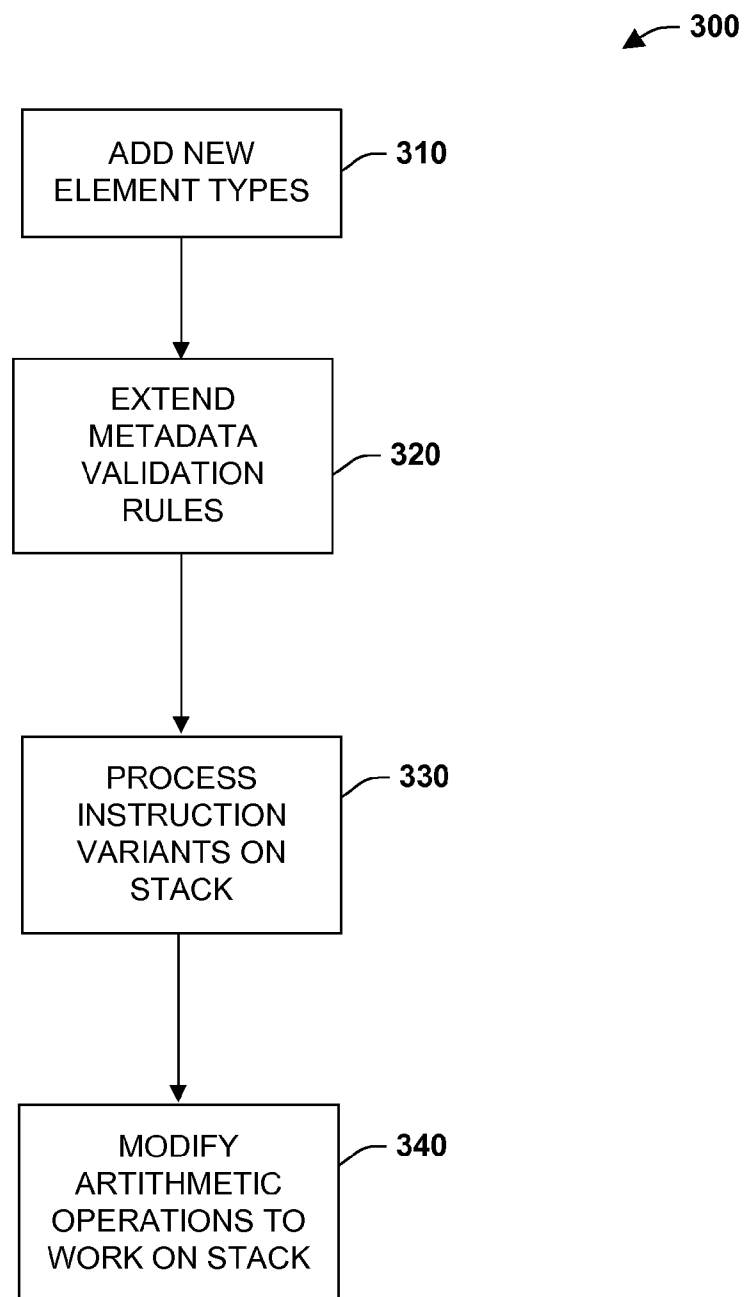 300
ADD NEW
ELEMENT TYPES
310
EXTEND
METADATA
VALIDATION
RULES
320
PROCESS
INSTRUCTION
VARIANTS ON
STACK
330
MODIFY
ARTITHMETIC
OPERATIONS TO
WORK ON STACK
340